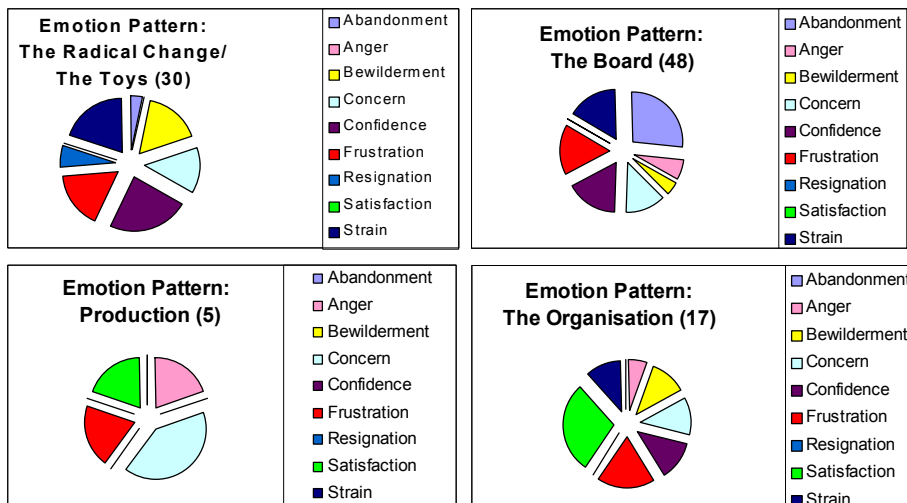 Emotion Pattern:
The Radical Change/
The Toys (30)
Abandonment
Anger
Bewilderment
Concern
Confidence
Frustration
Resignation
Satisfaction
Strain
Emotion Pattern:
The Board (48)
Abandonment
Anger
Bewilderment
Concern
Confidence
Frustration
Resignation
Satisfaction
Strain
Emotion Pattern:
Production (5)
Abandonment
Anger
Bewilderment
Concern
Confidence
Frustration
Resignation
Satisfaction
Strain
Emotion Pattern:
The Organisation (17)
Abandonment
Anger
Bewilderment
Concern
Confidence
Frustration
Resignation
Satisfaction
Strain